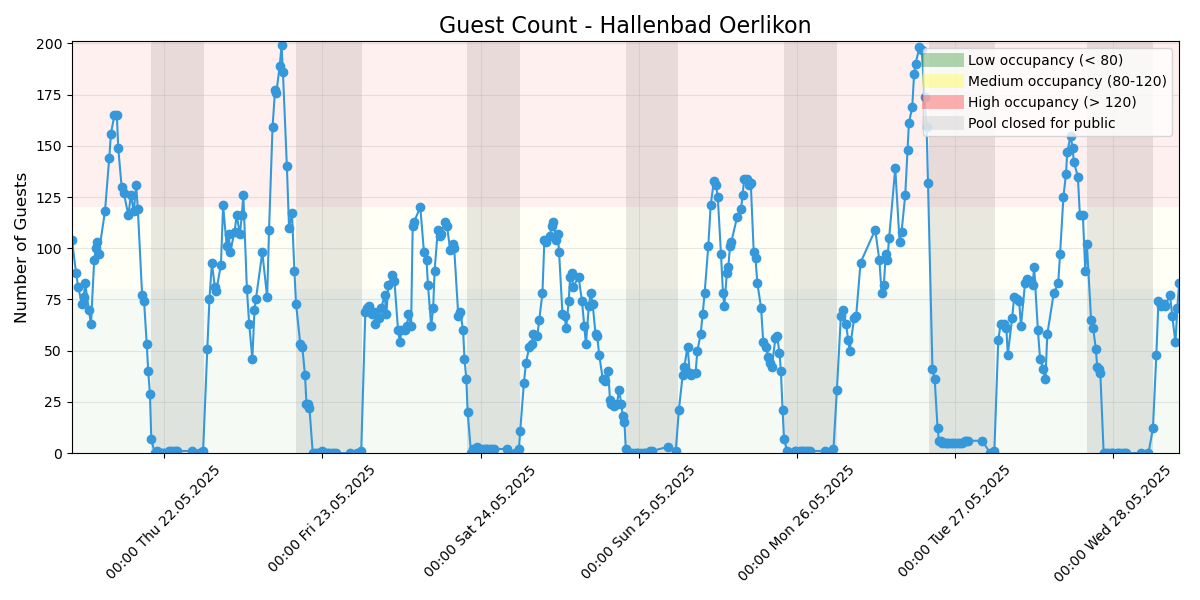 Guest Count - Hallenbad Oerlikon
Number of Guests
200
175
150
125
100
75
50
25
0
Low occupancy (< 80)
Medium occupancy (80-120)
High occupancy (> 120)
Pool closed for public
00:00 Thu 22.05.2025
00:00 Fri 23.05.2025
00:00 Sat 24.05.2025
00:00 Sun 25.05.2025
00:00 Mon 26.05.2025
00:00 Tue 27.05.2025
00:00 Wed 28.05.2025